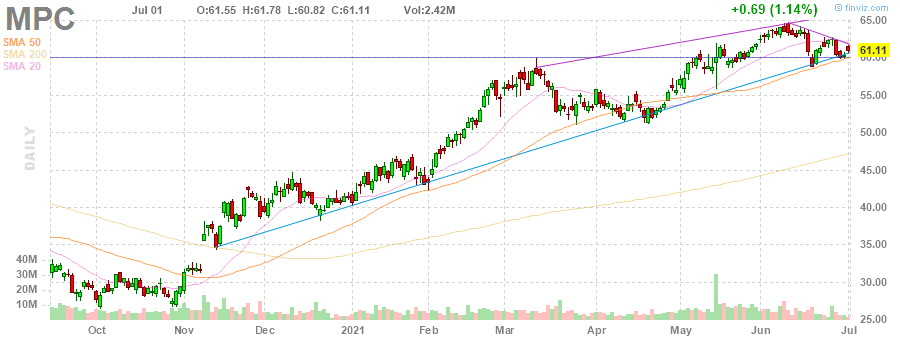 MPC Jul 01 O:61.55 H:61.78 L:60.82 C:61.11 Vol:2.42M +0.69 (1.14%) © finviz.com
SMA 50
SMA 200
SMA 20
DAILY
65.00
61.11
60.00
55.00
50.00
45.00
40.00
35.00
30.00
25.00
40M
30M
20M
10M
Oct Nov Dec 2021 Feb Mar Apr May Jun Jul